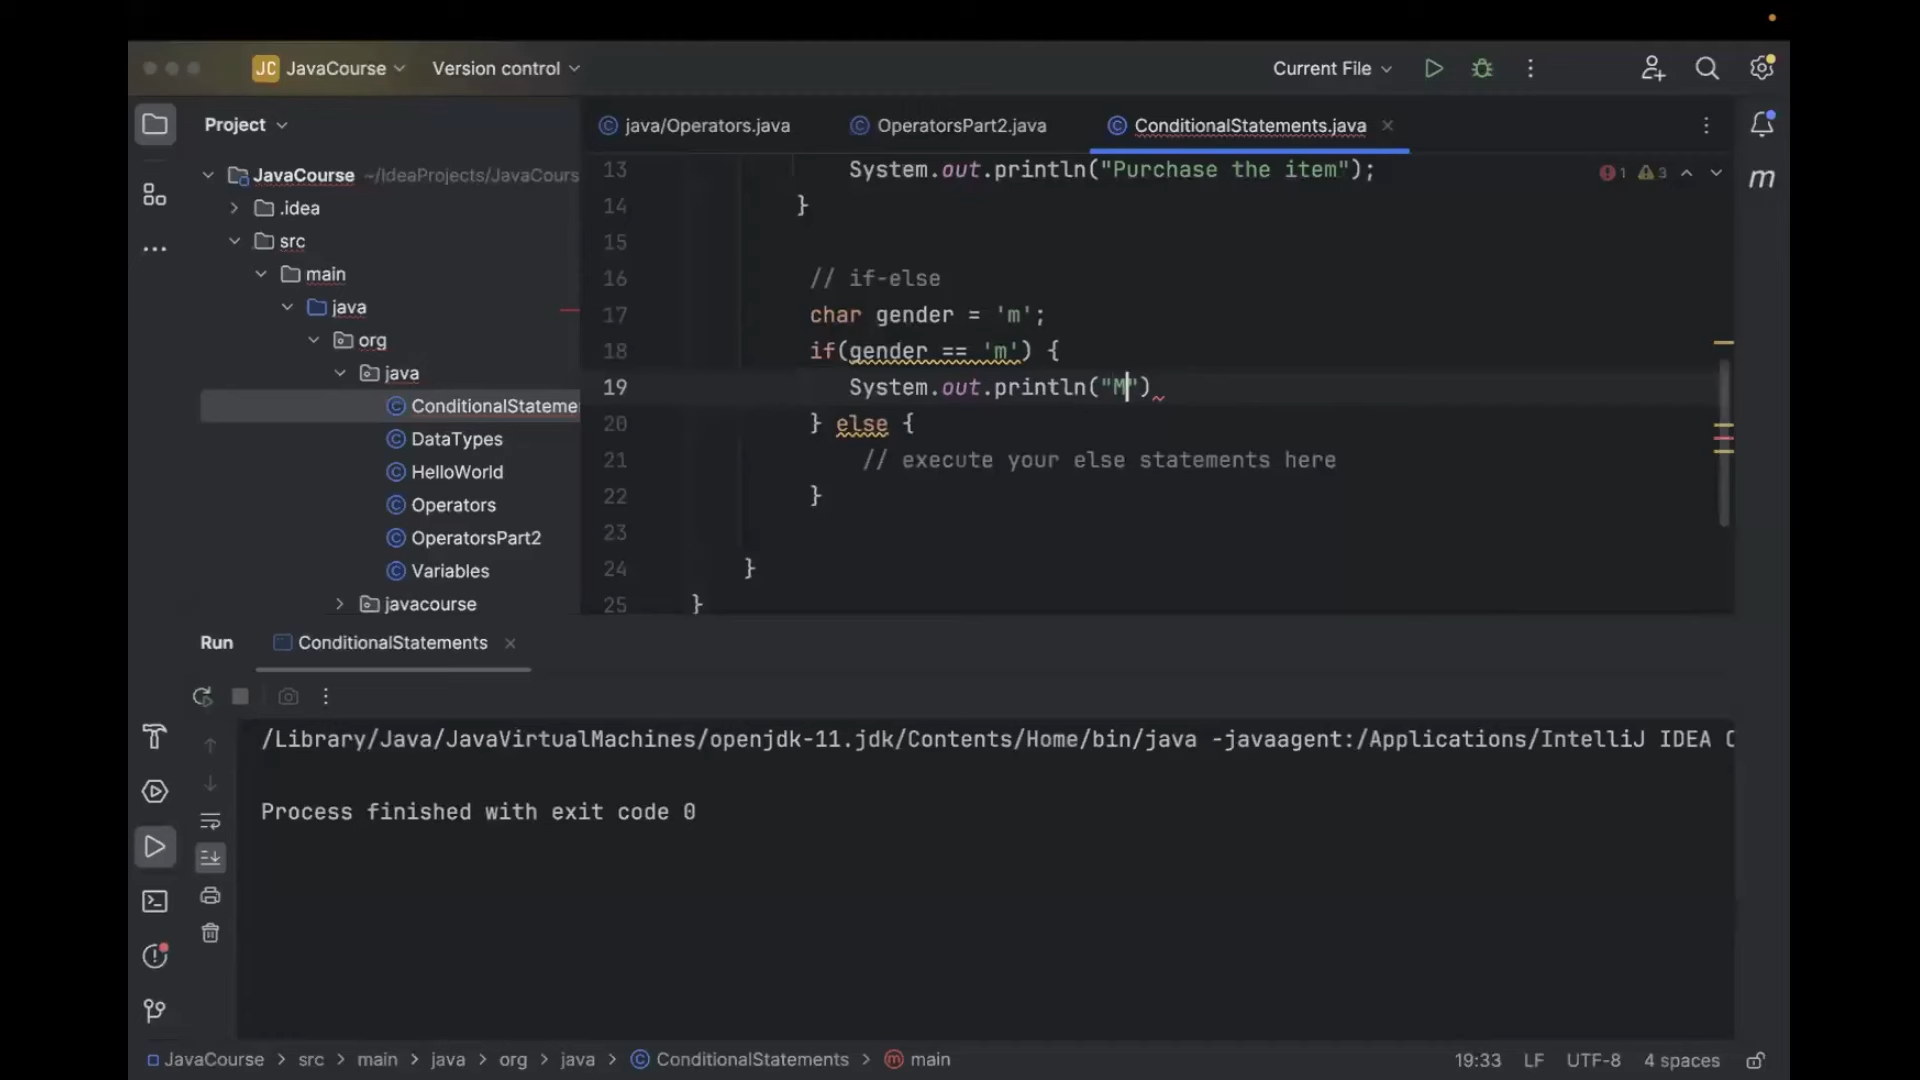 JC JavaCourse Version control Current File
Project
java/Operators.java OperatorsPart2.java ConditionalStatements.java
JavaCourse ~/IdeaProjects/JavaCours
.idea
src
main
java
org
java
ConditionalStateme
DataTypes
HelloWorld
Operators
OperatorsPart2
Variables
javacourse
13 System.out.println("Purchase the item");
1 3
14 }
15
16 // if-else
17 char gender = 'm';
18 if(gender == 'm') {
19 System.out.println("M")
20 } else {
21 // execute your else statements here
22 }
23
24 }
25 }
m
Run ConditionalStatements
/Library/Java/JavaVirtualMachines/openjdk-11.jdk/Contents/Home/bin/java -javaagent:/Applications/IntelliJ IDEA C
Process finished with exit code 0
JavaCourse > src > main > java > org > java > ConditionalStatements > m main 19:33 LF UTF-8 4 spaces